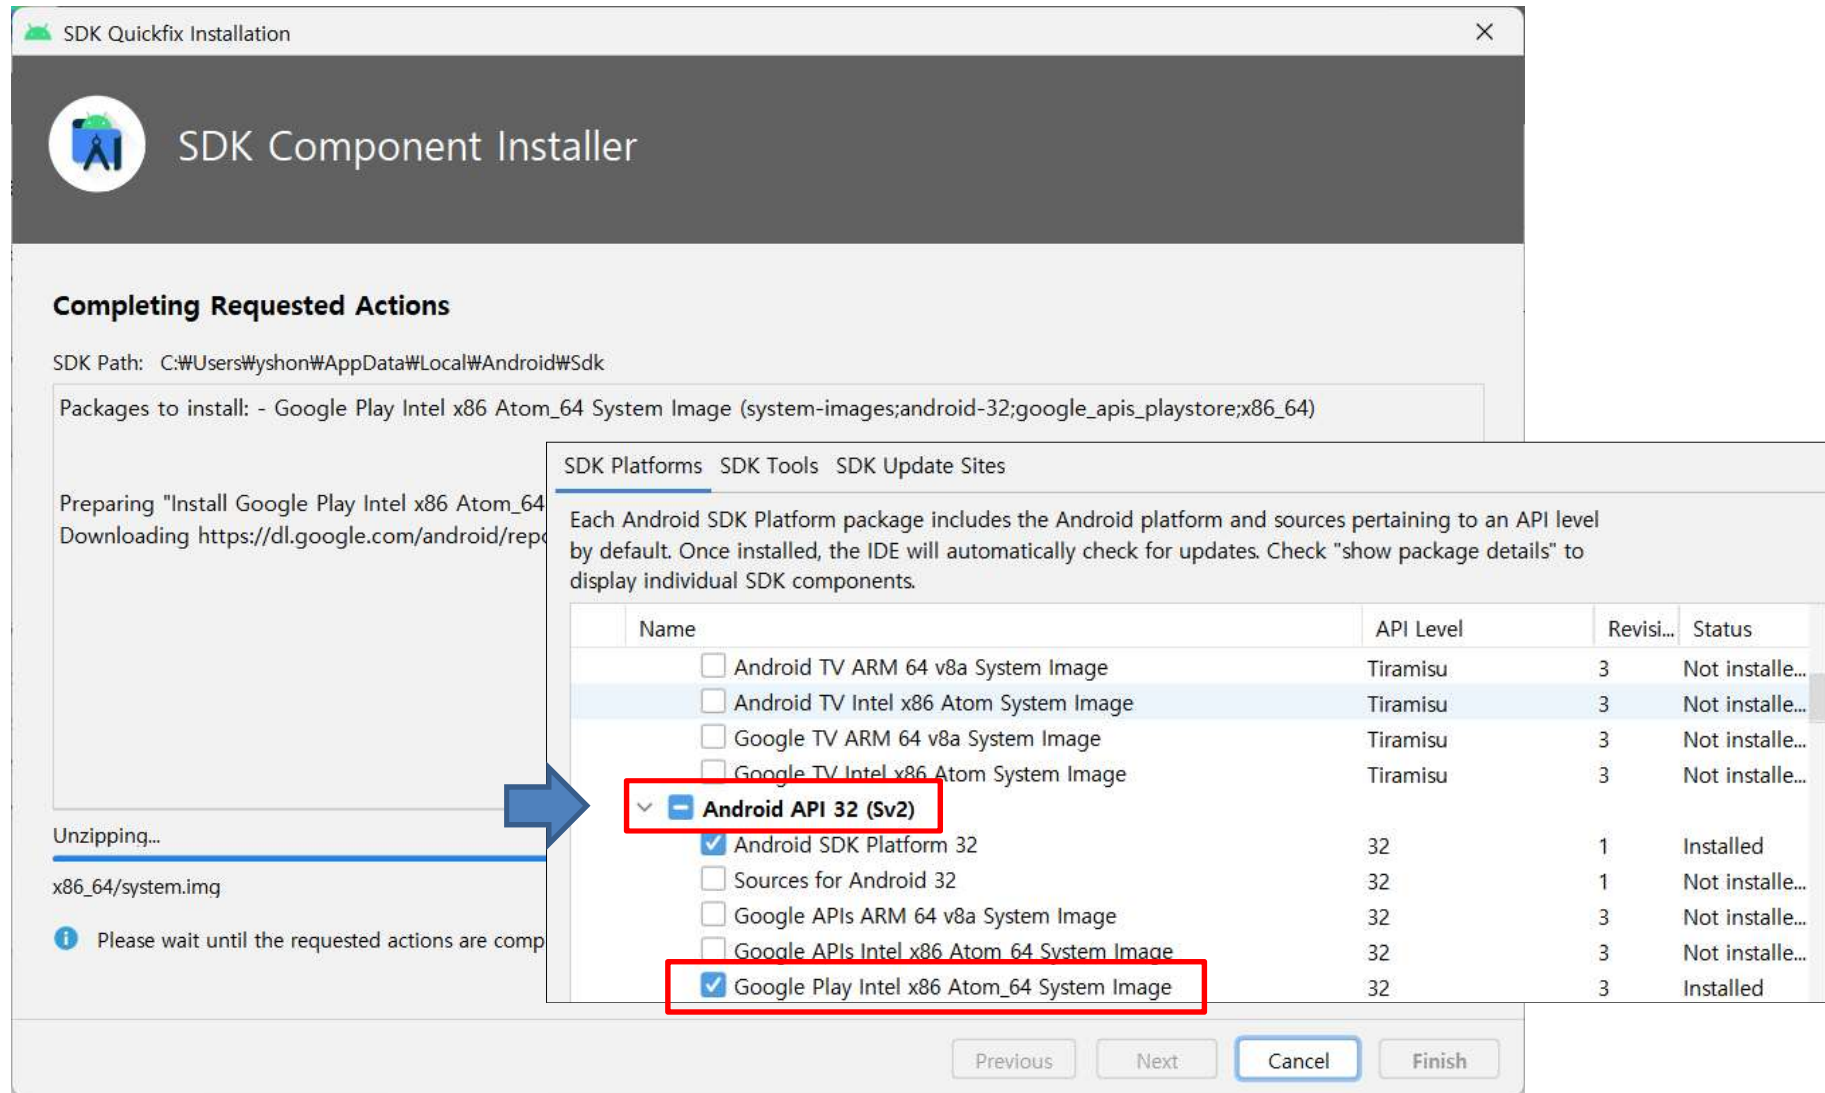 SDK Quickfix Installation
SDK Component Installer
Completing Requested Actions
SDK Path: C:₩Users₩yshon₩AppData₩Local₩Android₩Sdk
Packages to install: - Google Play Intel x86 Atom_64 System Image (system-images;android-32;google_apis_playstore;x86_64)
Preparing "Install Google Play Intel x86 Atom_64
Downloading https://dl.google.com/android/repo
Unzipping...
x86_64/system.img
Please wait until the requested actions are comp
SDK Platforms SDK Tools SDK Update Sites
Each Android SDK Platform package includes the Android platform and sources pertaining to an API level
by default. Once installed, the IDE will automatically check for updates. Check "show package details" to
display individual SDK components.
Name API Level Revisi... Status
Android TV ARM 64 v8a System Image Tiramisu 3 Not installe...
Android TV Intel x86 Atom System Image Tiramisu 3 Not installe...
Google TV ARM 64 v8a System Image Tiramisu 3 Not installe...
Google TV Intel x86 Atom System Image Tiramisu 3 Not installe...
Android API 32 (Sv2)
Android SDK Platform 32 32 1 Installed
Sources for Android 32 32 1 Not installe...
Google APIs ARM 64 v8a System Image 32 3 Not installe...
Google APIs Intel x86 Atom_64 System Image 32 3 Not installe...
Google Play Intel x86 Atom_64 System Image 32 3 Installed
Previous Next Cancel Finish